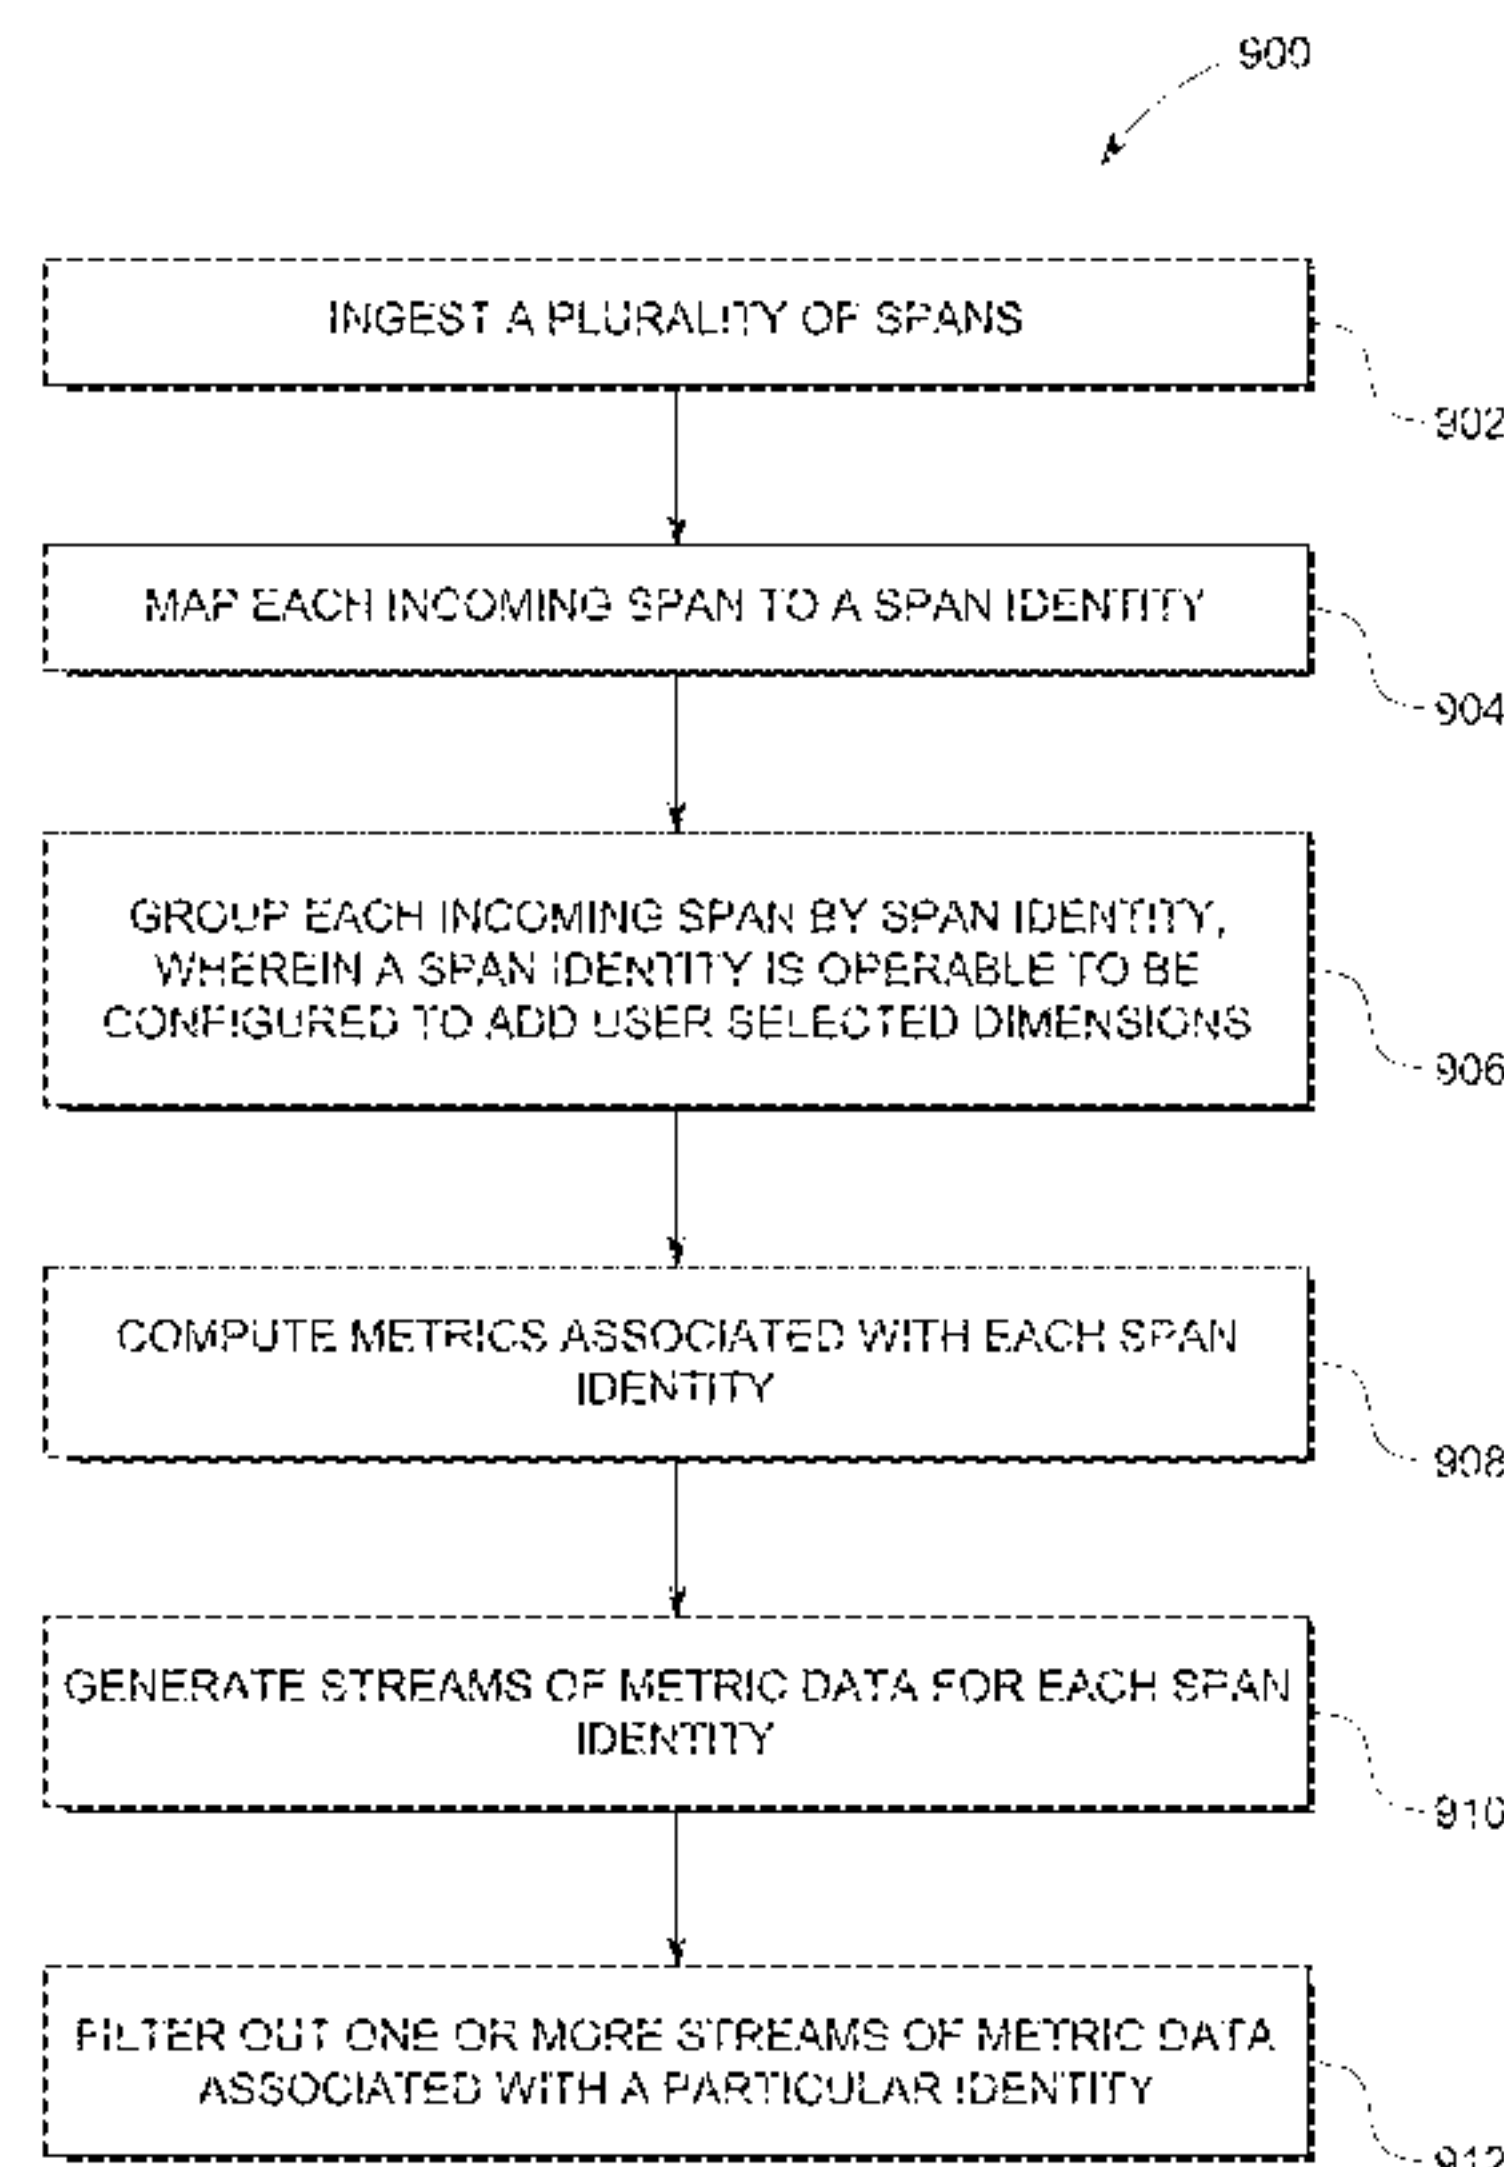 900
INGEST A PLURALITY OF SPANS
902
MAP EACH INCOMING SPAN TO A SPAN IDENTITY
904
GROUP EACH INCOMING SPAN BY SPAN IDENTITY,
WHEREIN A SPAN IDENTITY IS OPERABLE TO BE
CONFIGURED TO ADD USER SELECTED DIMENSIONS
906
COMPUTE METRICS ASSOCIATED WITH EACH SPAN
IDENTITY
908
GENERATE STREAMS OF METRIC DATA FOR EACH SPAN
IDENTITY
910
FILTER OUT ONE OR MORE STREAMS OF METRIC DATA
ASSOCIATED WITH A PARTICULAR IDENTITY
912